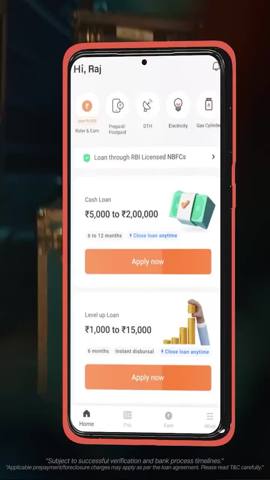 Hi, Raj
Refer & Earn
Prepaid
Postpaid
DTH
Electricity
Gas Cylinder
Loan through RBI Licensed NBFCs
Cash Loan
₹5,000 to ₹2,00,000
6 to 12 months
Close loan anytime
Apply now
Level up Loan
₹1,000 to ₹15,000
6 months
Instant disbursal
Close loan anytime
Apply now
Home
Pay
Earn
More
"Subject to successful verification and bank process timelines."
"Applicable prepayment/foreclosure charges may apply as per the loan agreement. Please read T&C carefully."